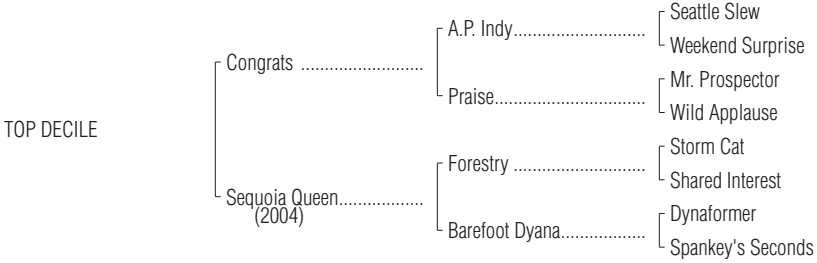 Seattle Slew
A.P. Indy..............................
Weekend Surprise
Congrats ...........................
Mr. Prospector
Praise..................................
Wild Applause
TOP DECILE
Storm Cat
Forestry ..............................
Shared Interest
Sequoia Queen...................
(2004)
Dynaformer
Barefoot Dyana...................
Spankey's Seconds